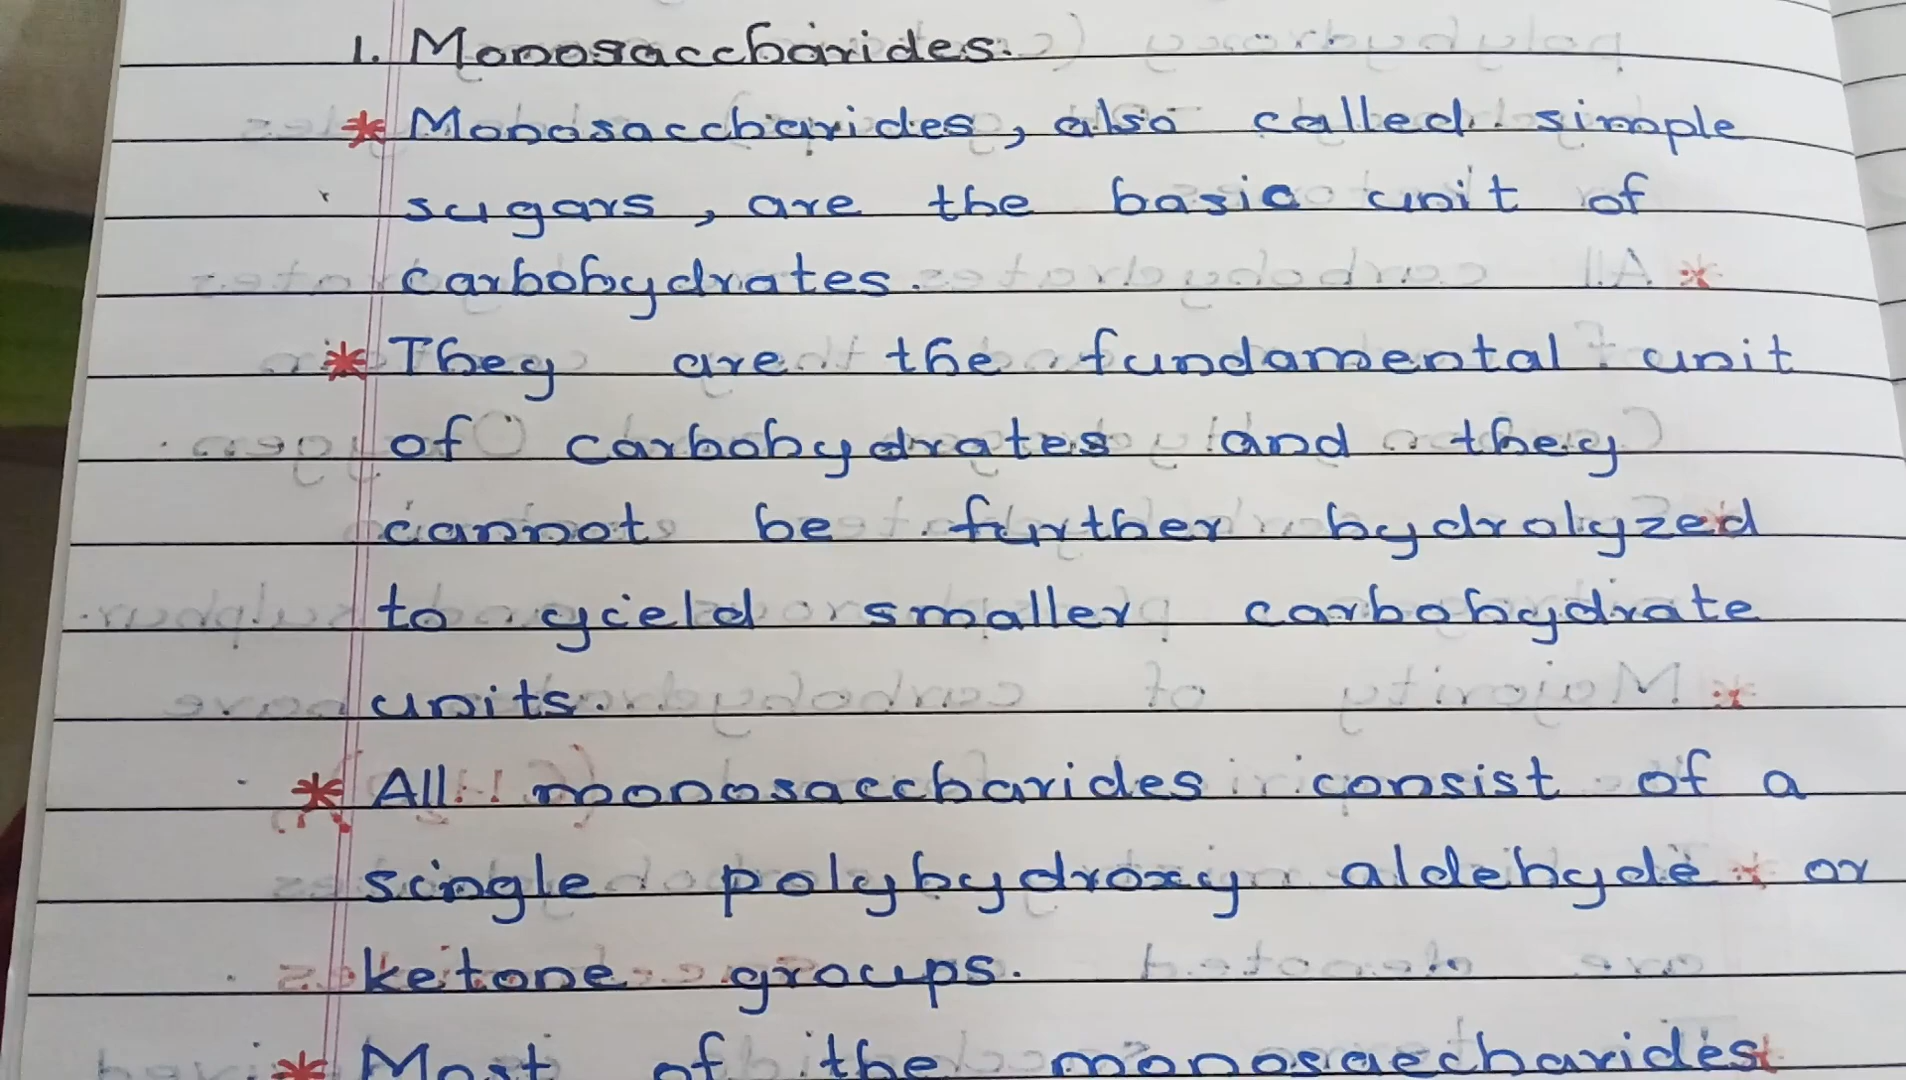 1. Monosaccharides.
* Monosaccharides, also called simple
sugars, are the basic unit of
carbohydrates.
* They are the fundamental unit
of carbohydrates and they
cannot be further hydrolyzed
to yield smaller carbohydrate
units.
* All monosaccharides consist of a
single polyhydroxy aldehyde or
ketone groups.
* Most of the monosaccharides